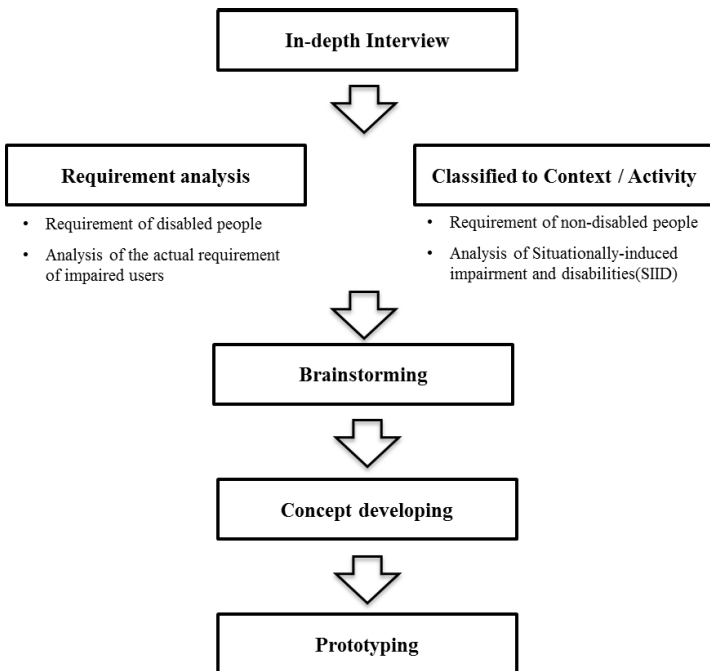 In-depth Interview
Requirement analysis
• Requirement of disabled people
• Analysis of the actual requirement
of impaired users
Classified to Context / Activity
• Requirement of non-disabled people
• Analysis of Situationally-induced
impairment and disabilities(SIID)
Brainstorming
Concept developing
Prototyping